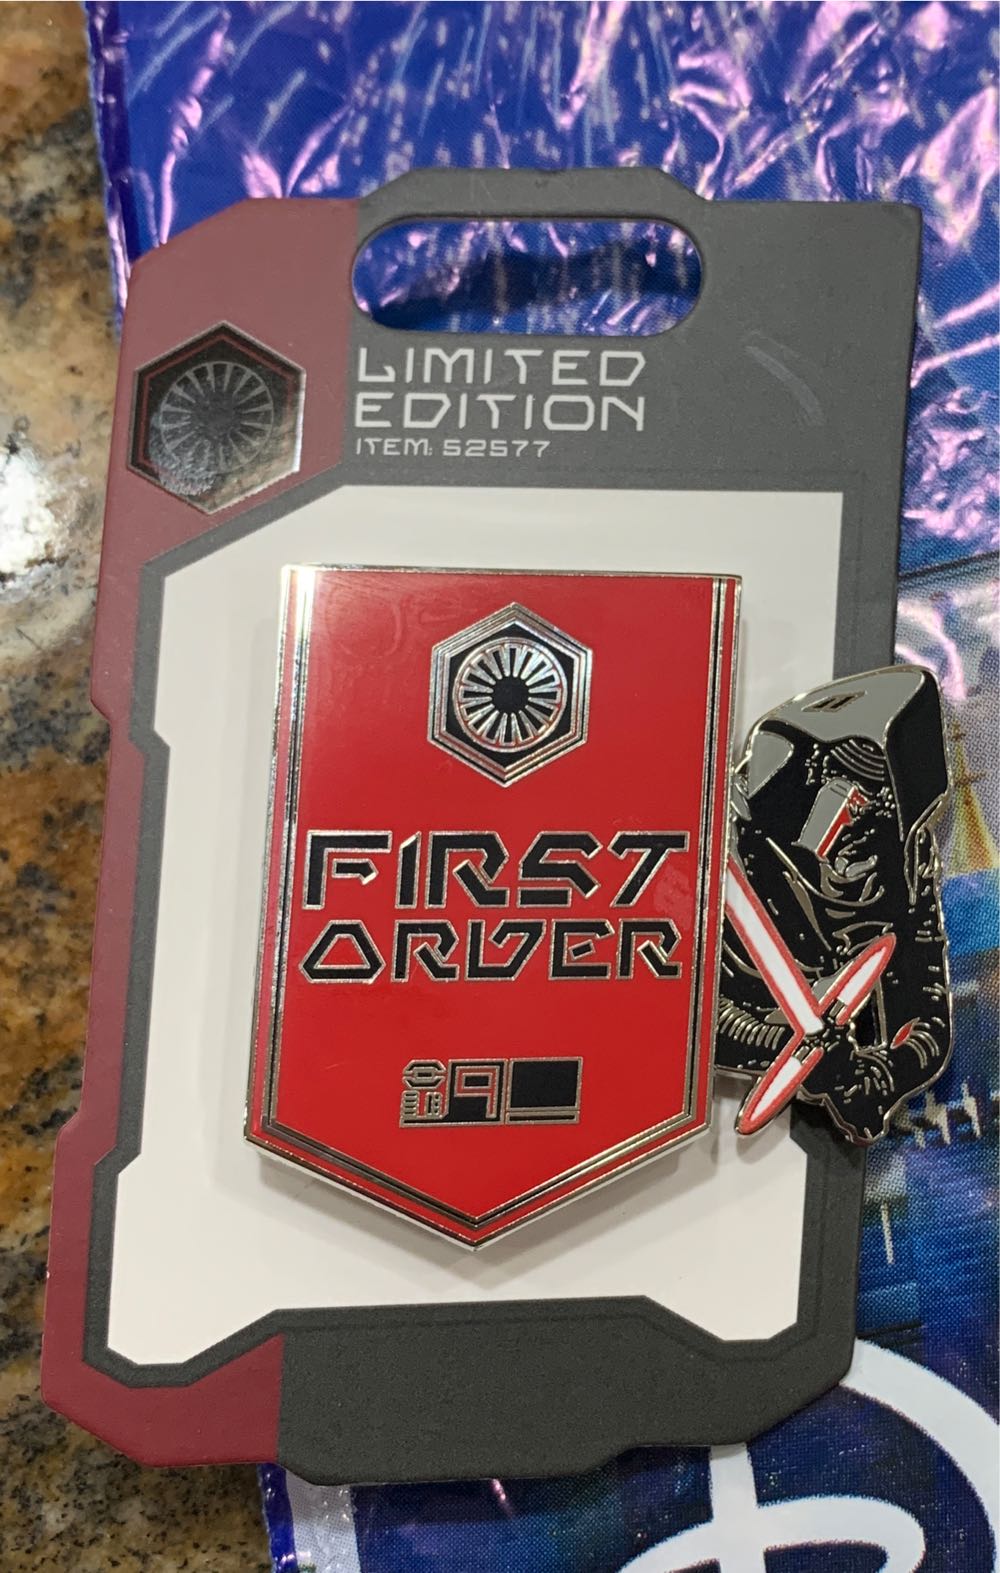 LIMITED
EDITION
ITEM: 52577
FIRST
ORDER